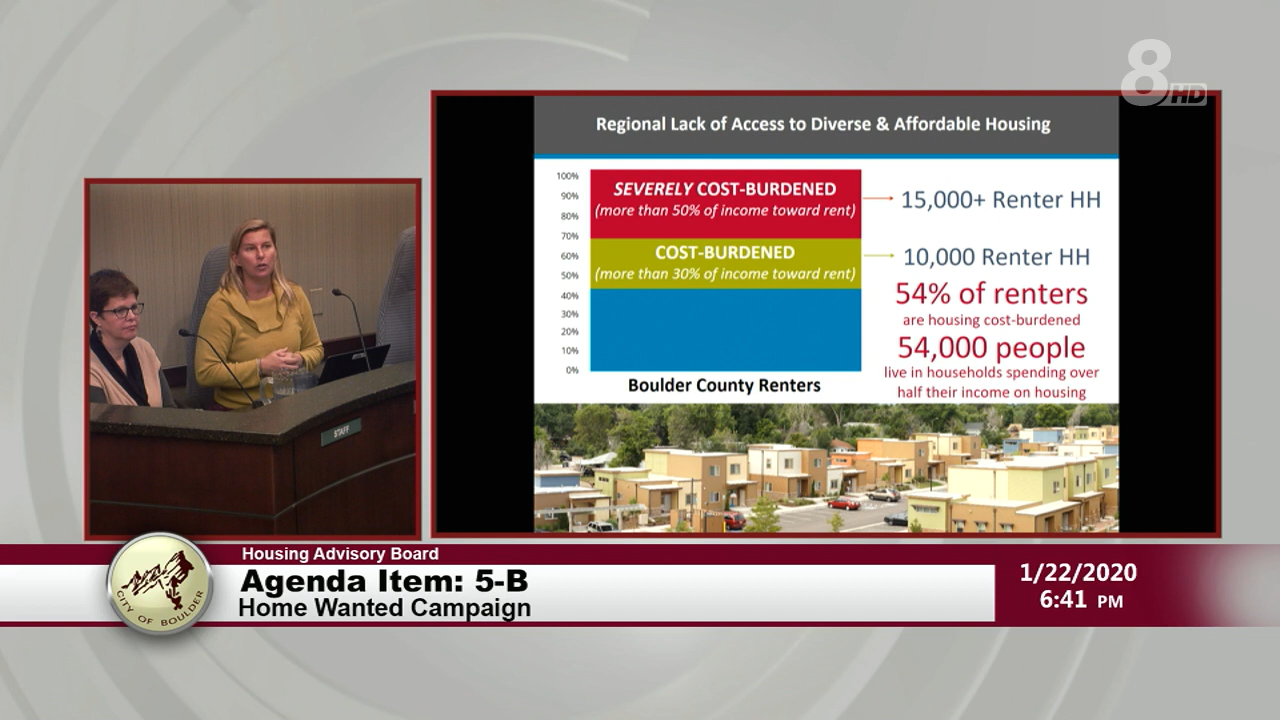 8HD
Regional Lack of Access to Diverse & Affordable Housing
100%
90%
80%
70%
60%
50%
40%
30%
20%
10%
0%
SEVERELY COST-BURDENED
(more than 50% of income toward rent)
COST-BURDENED
(more than 30% of income toward rent)
Boulder County Renters
15,000+ Renter HH
10,000 Renter HH
54% of renters
are housing cost-burdened
54,000 people
live in households spending over
half their income on housing
STAFF
CITY OF BOULDER
Housing Advisory Board
Agenda Item: 5-B
Home Wanted Campaign
1/22/2020
6:41 PM